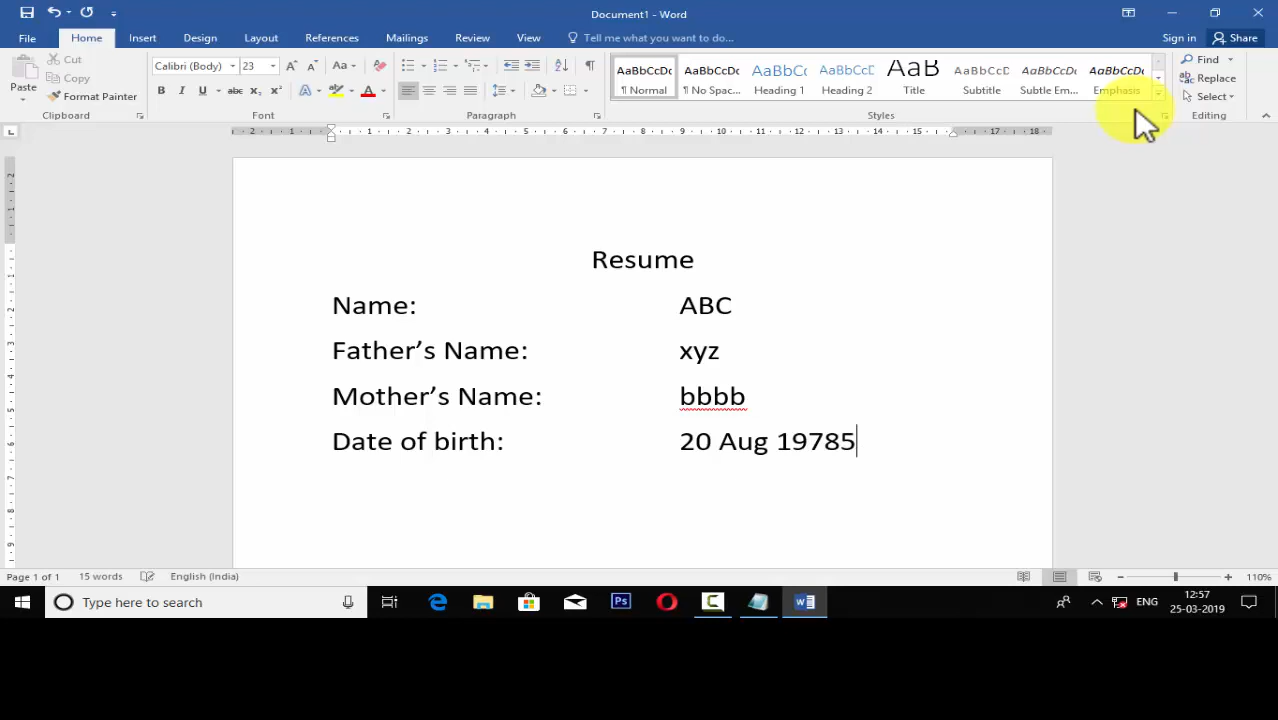 Document1 - Word
File Home Insert Design Layout References Mailings Review View Tell me what you want to do... Sign in Share
Cut
Copy
Paste
Format Painter
Calibri (Body) 23
AaBbCcDc AaBbCcDc AaBbCc AaBbCcC AaB AaBbCcD AaBbCcDc AaBbCcDc
¶ Normal ¶ No Spac... Heading 1 Heading 2 Title Subtitle Subtle Em... Emphasis
Find
Replace
Select
Clipboard Font Paragraph Styles Editing
Resume
Name: ABC
Father’s Name: xyz
Mother’s Name: bbbb
Date of birth: 20 Aug 19785
Page 1 of 1 15 words English (India) 110%
Type here to search
Ps
ENG
12:57
25-03-2019